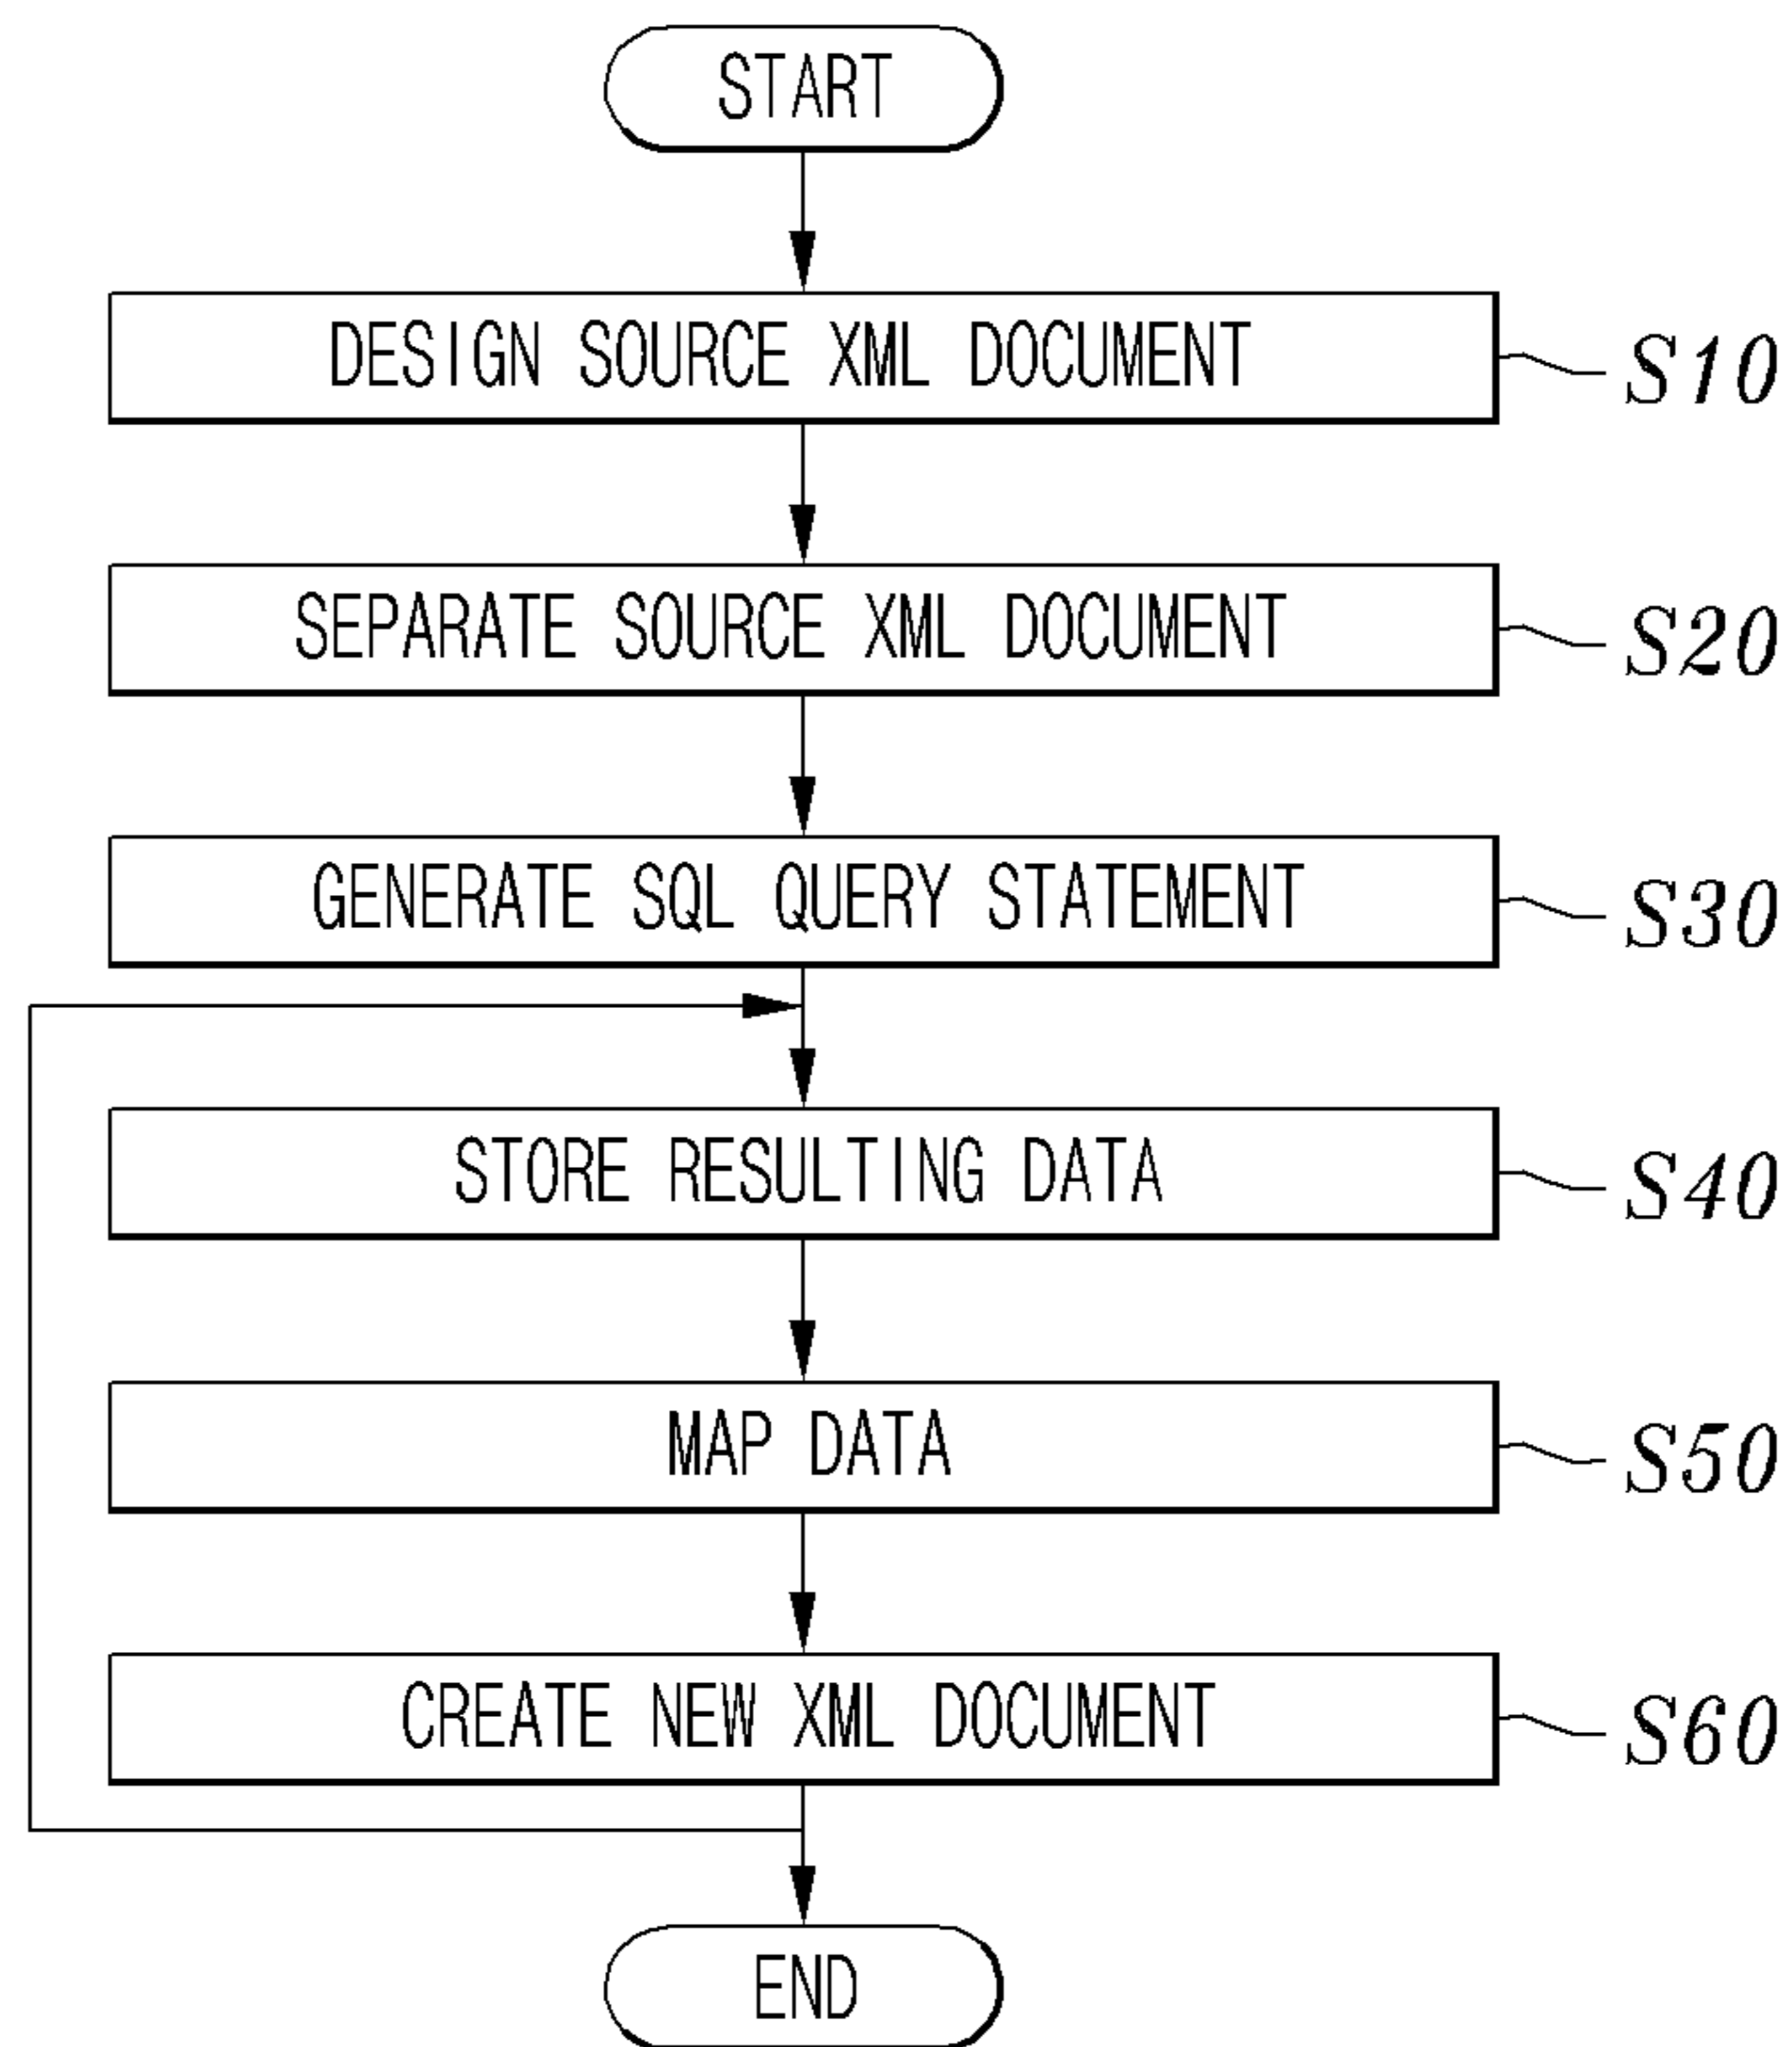 START
DESIGN SOURCE XML DOCUMENT
S10
SEPARATE SOURCE XML DOCUMENT
S20
GENERATE SQL QUERY STATEMENT
S30
STORE RESULTING DATA
S40
MAP DATA
S50
CREATE NEW XML DOCUMENT
S60
END